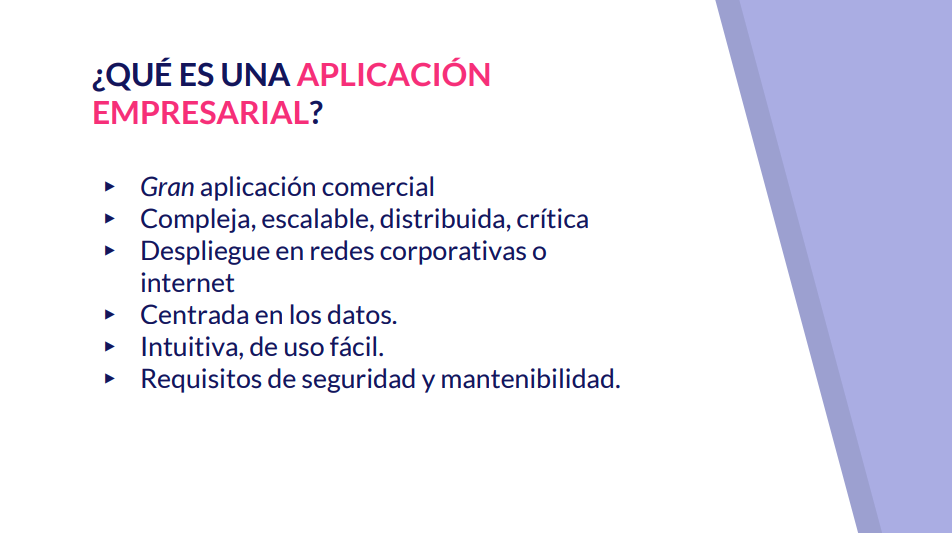 ¿QUÉ ES UNA APLICACIÓN
EMPRESARIAL?
▸ Gran aplicación comercial
▸ Compleja, escalable, distribuida, crítica
▸ Despliegue en redes corporativas o
internet
▸ Centrada en los datos.
▸ Intuitiva, de uso fácil.
▸ Requisitos de seguridad y mantenibilidad.